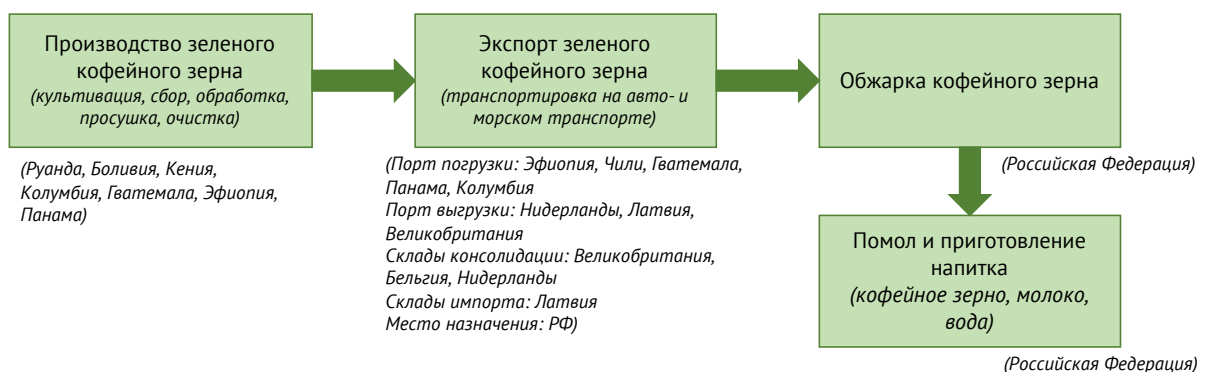 Производство зеленого
кофейного зерна
(культивация, сбор, обработка,
просушка, очистка)
(Руанда, Боливия, Кения,
Колумбия, Гватемала, Эфиопия,
Панама)
Экспорт зеленого
кофейного зерна
(транспортировка на авто- и
морском транспорте)
(Порт погрузки: Эфиопия, Чили, Гватемала,
Панама, Колумбия
Порт выгрузки: Нидерланды, Латвия,
Великобритания
Склады консолидации: Великобритания,
Бельгия, Нидерланды
Склады импорта: Латвия
Место назначения: РФ)
Обжарка кофейного зерна
(Российская Федерация)
Помол и приготовление
напитка
(кофейное зерно, молоко,
вода)
(Российская Федерация)